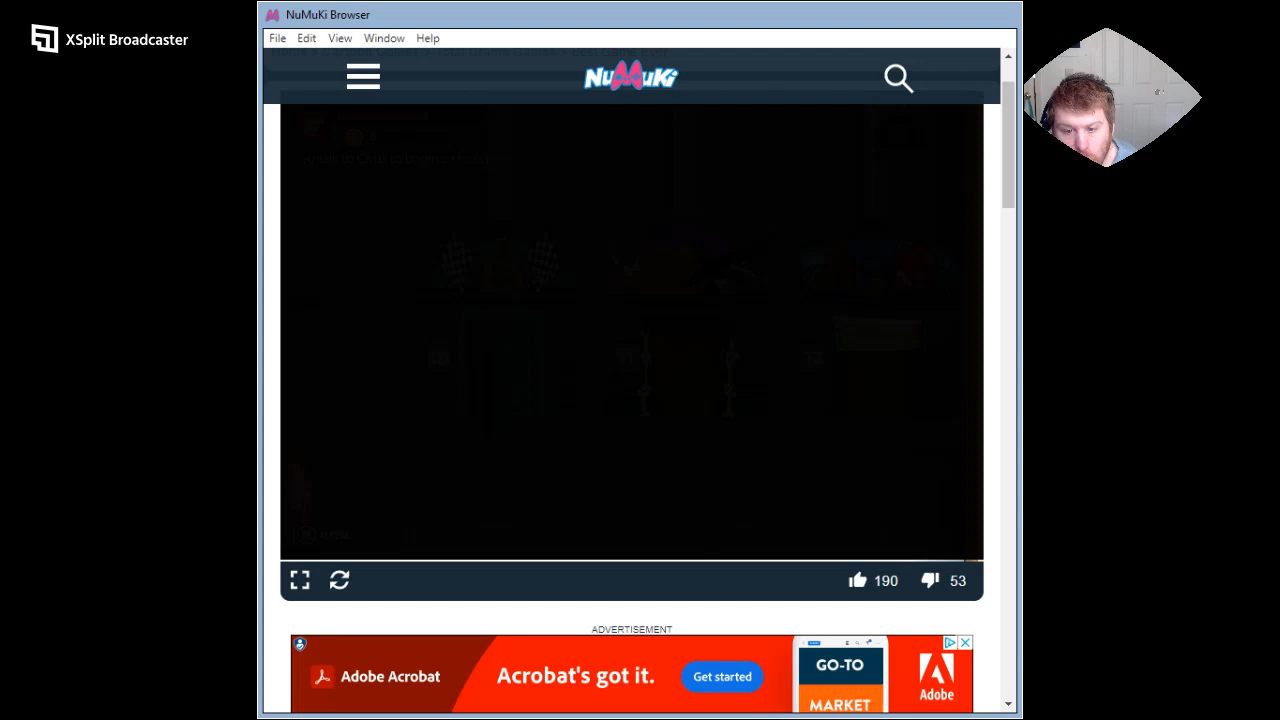 XSplit Broadcaster
NuMuKi Browser
File Edit View Window Help
NuMuKi
190 53
ADVERTISEMENT
Adobe Acrobat
Acrobat's got it.
Get started
GO-TO
MARKET
Adobe